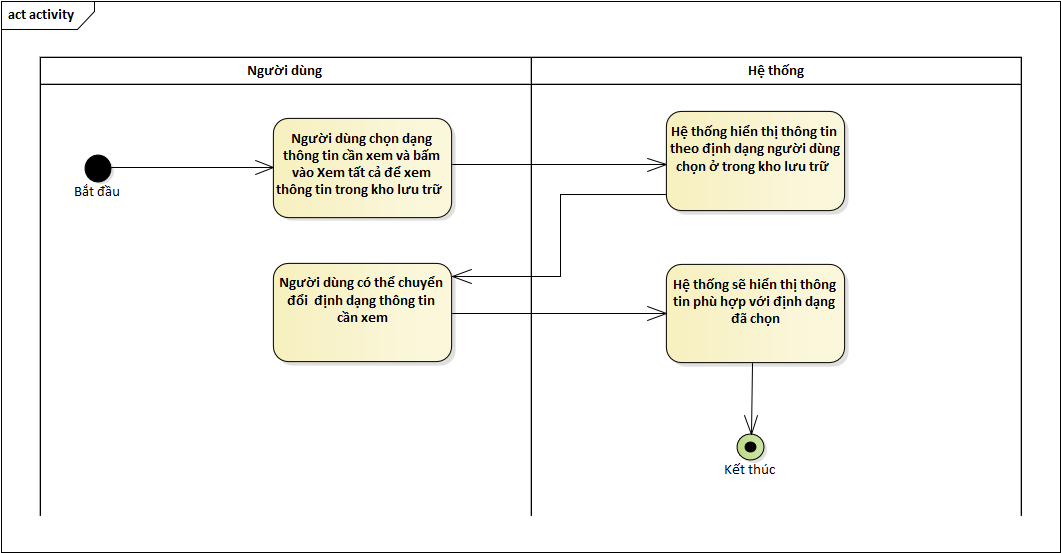 act activity
Người dùng
Hệ thống
Bắt đầu
Người dùng chọn dạng
thông tin cần xem và bấm
vào Xem tất cả để xem
thông tin trong kho lưu trữ
Hệ thống hiển thị thông tin
theo định dạng người dùng
chọn ở trong kho lưu trữ
Người dùng có thể chuyển
đổi định dạng thông tin
cần xem
Hệ thống sẽ hiển thị thông
tin phù hợp với định dạng
đã chọn
Kết thúc